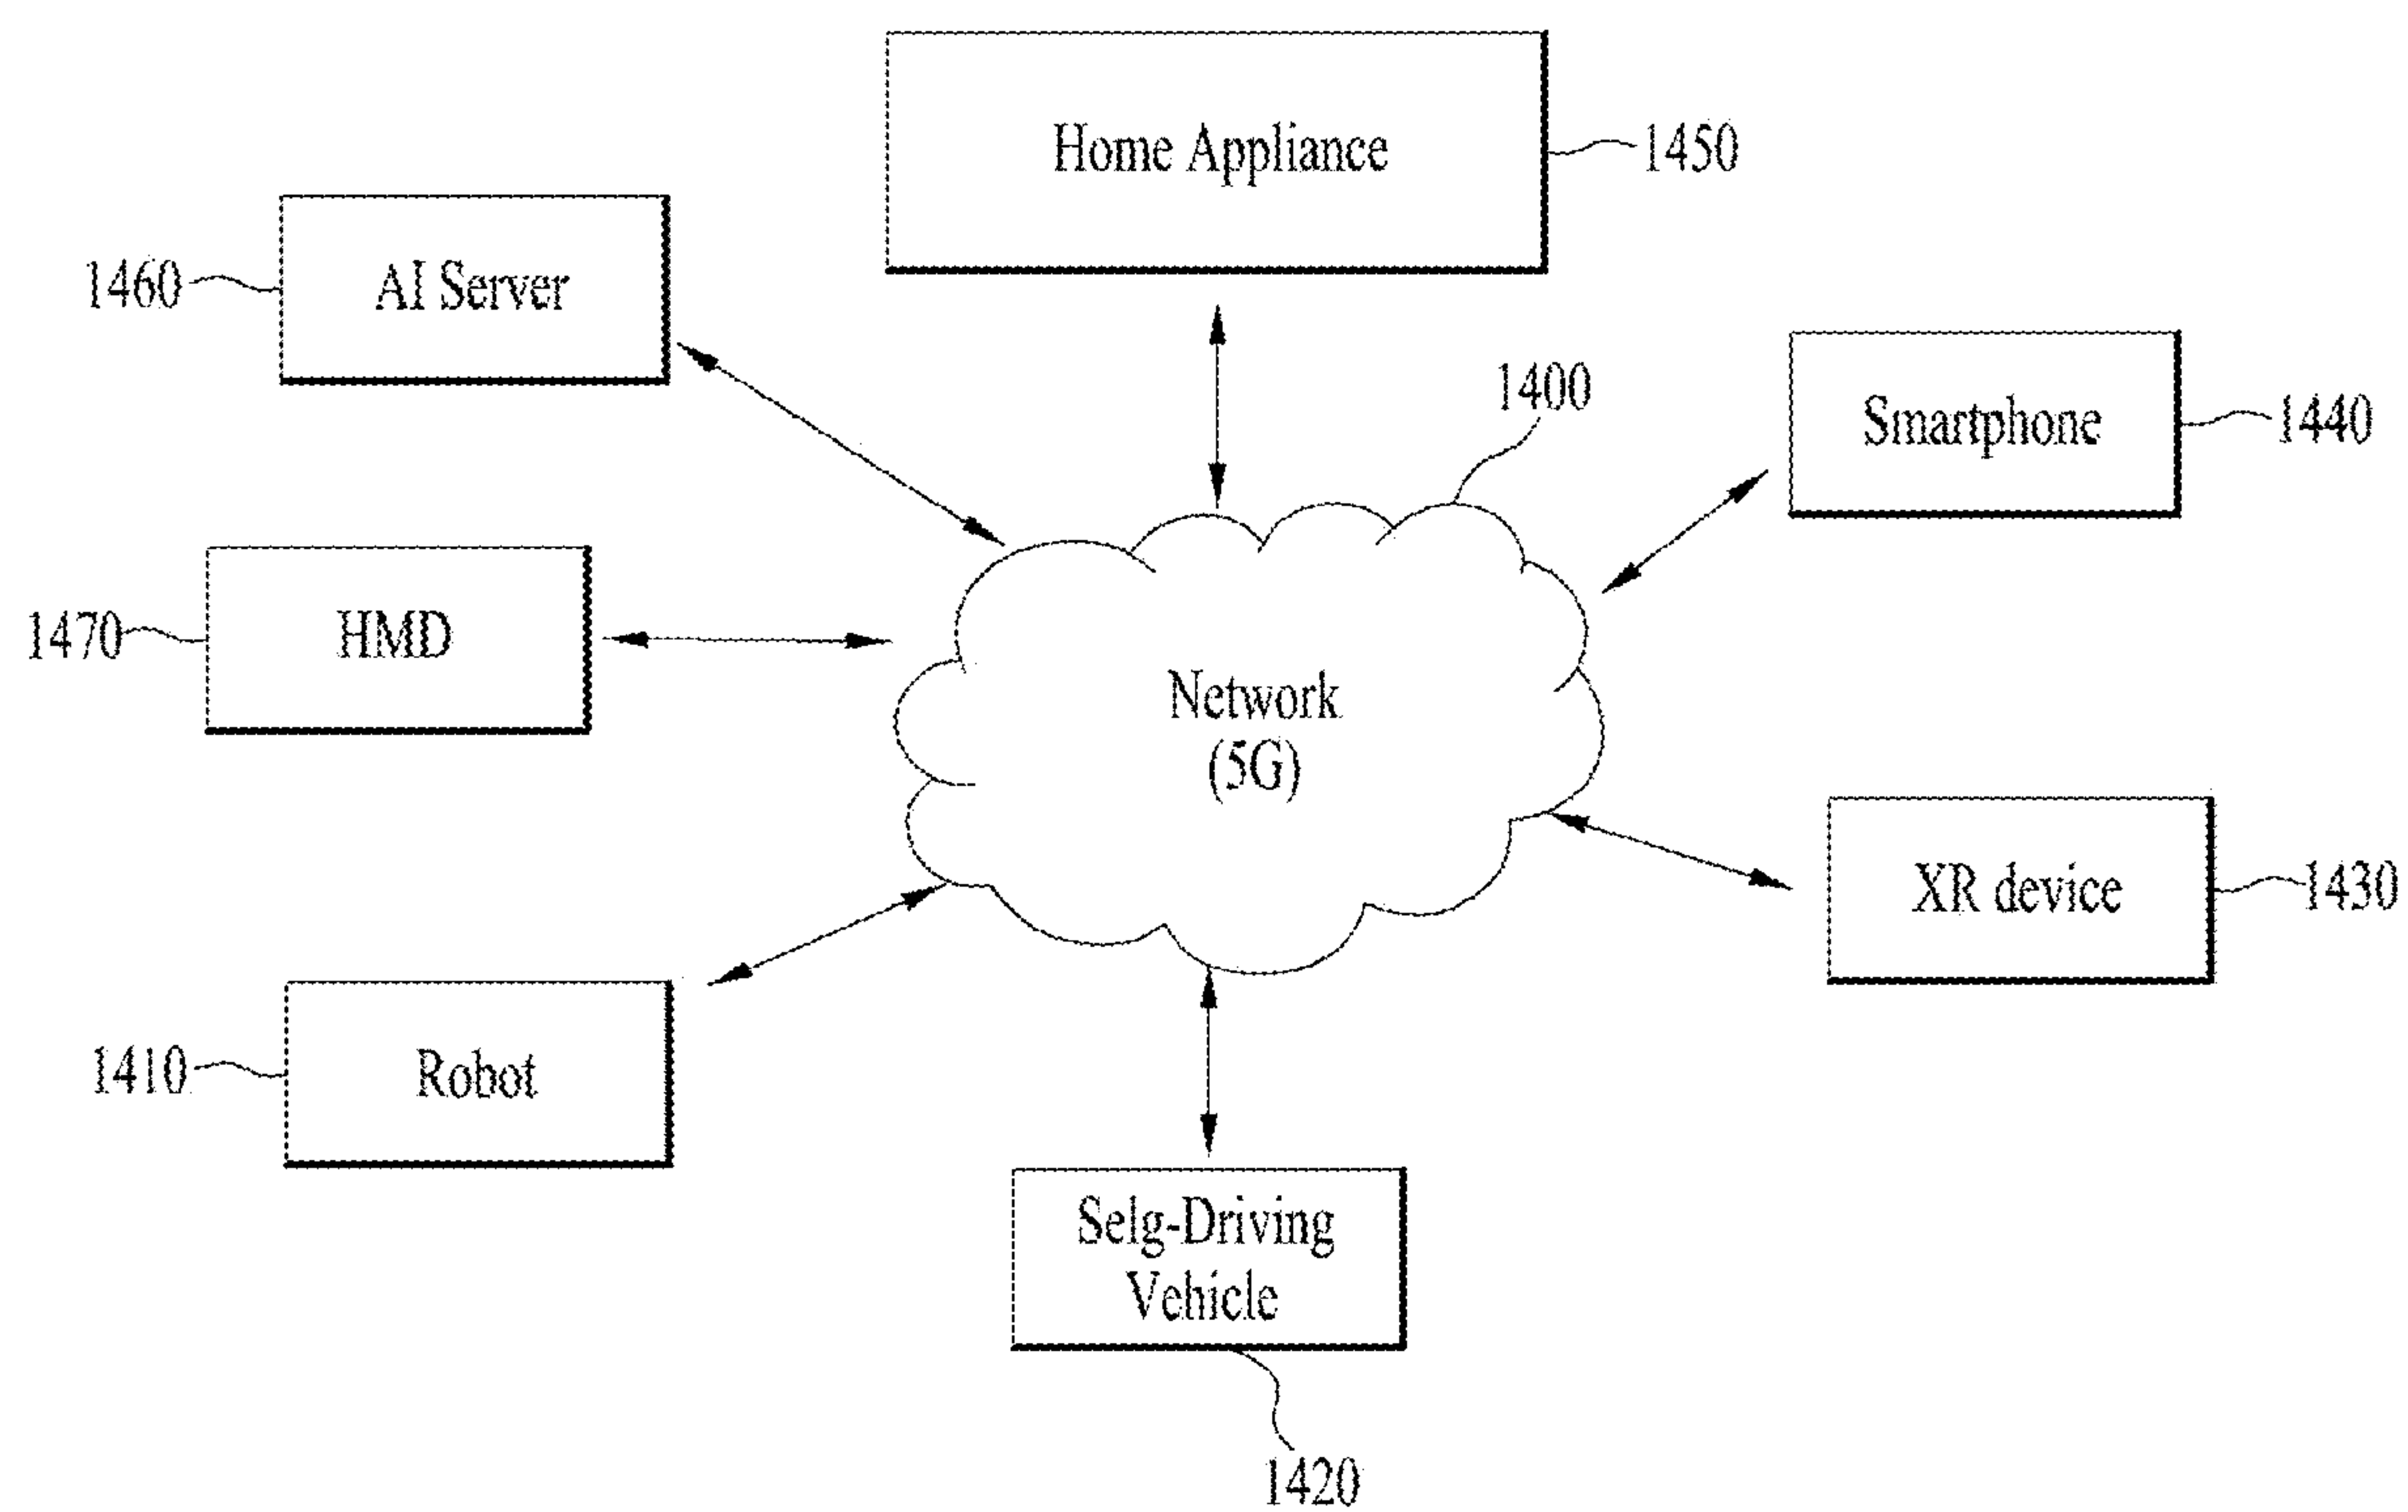 Home Appliance
1450
AI Server
1460
1400
Smartphone
1440
HMD
1470
Network
(5G)
XR device
1430
Robot
1410
Selg-Driving
Vehicle
1420